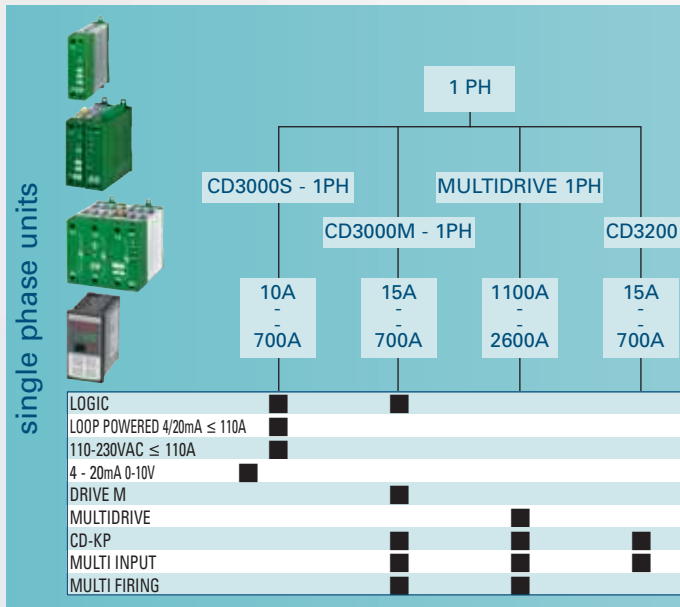 single phase units
1 PH
CD3000S - 1PH
MULTIDRIVE 1PH
CD3000M - 1PH
CD3200
10A
-
-
700A
15A
-
-
700A
1100A
-
-
2600A
15A
-
-
700A
LOGIC
LOOP POWERED 4/20mA ≤ 110A
110-230VAC ≤ 110A
4 - 20mA 0-10V
DRIVE M
MULTIDRIVE
CD-KP
MULTI INPUT
MULTI FIRING